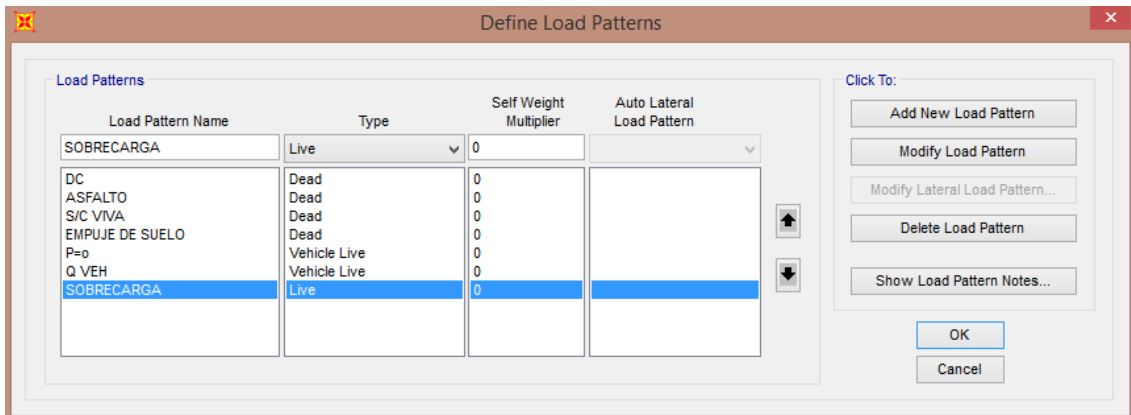 Define Load Patterns
Load Patterns
Load Pattern Name Type Self Weight Multiplier Auto Lateral Load Pattern
SOBRECARGA Live 0
DC Dead 0
ASFALTO Dead 0
S/C VIVA Dead 0
EMPUJE DE SUELO Dead 0
P=o Vehicle Live 0
Q VEH Vehicle Live 0
SOBRECARGA Live 0
Click To:
Add New Load Pattern
Modify Load Pattern
Modify Lateral Load Pattern...
Delete Load Pattern
Show Load Pattern Notes...
OK
Cancel